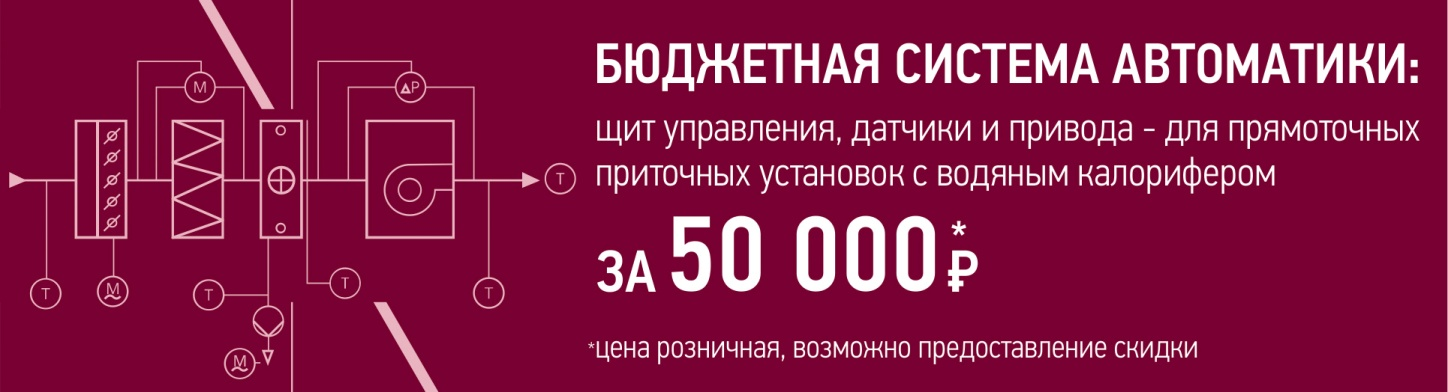 БЮДЖЕТНАЯ СИСТЕМА АВТОМАТИКИ:
щит управления, датчики и привода - для прямоточных
приточных установок с водяным калорифером
ЗА 50 000*₽
*цена розничная, возможно предоставление скидки
M
ΔP
T
T
M
T
T
T
M